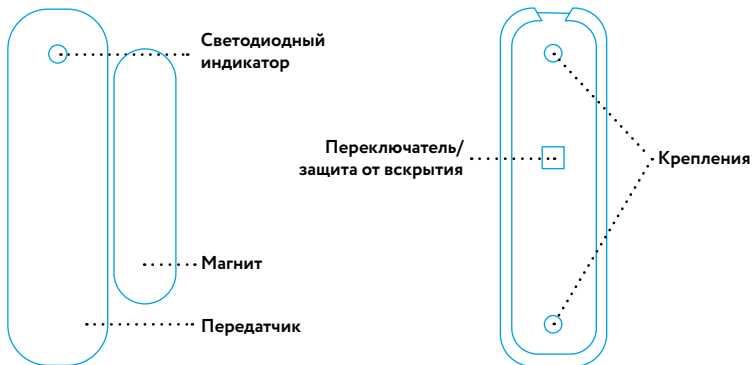 Светодиодный
индикатор
Магнит
Передатчик
Переключатель/
защита от вскрытия
Крепления